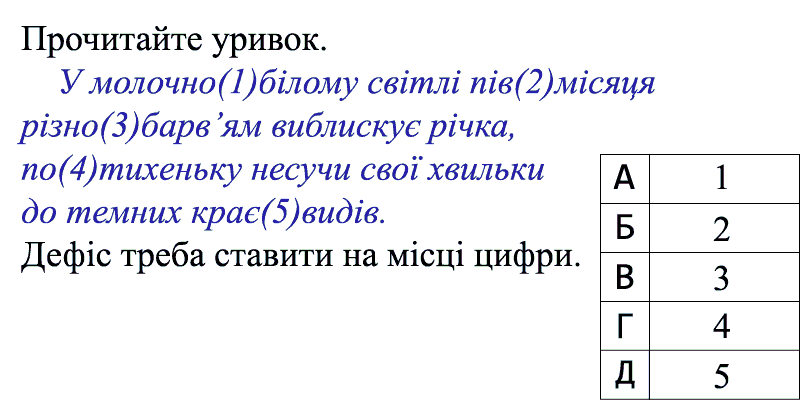 Прочитайте уривок.
У молочно(1)білому світлі пів(2)місяця
різно(3)барв’ям виблискує річка,
по(4)тихеньку несучи свої хвильки
до темних крає(5)видів.
Дефіс треба ставити на місці цифри.
А 1
Б 2
В 3
Г 4
Д 5